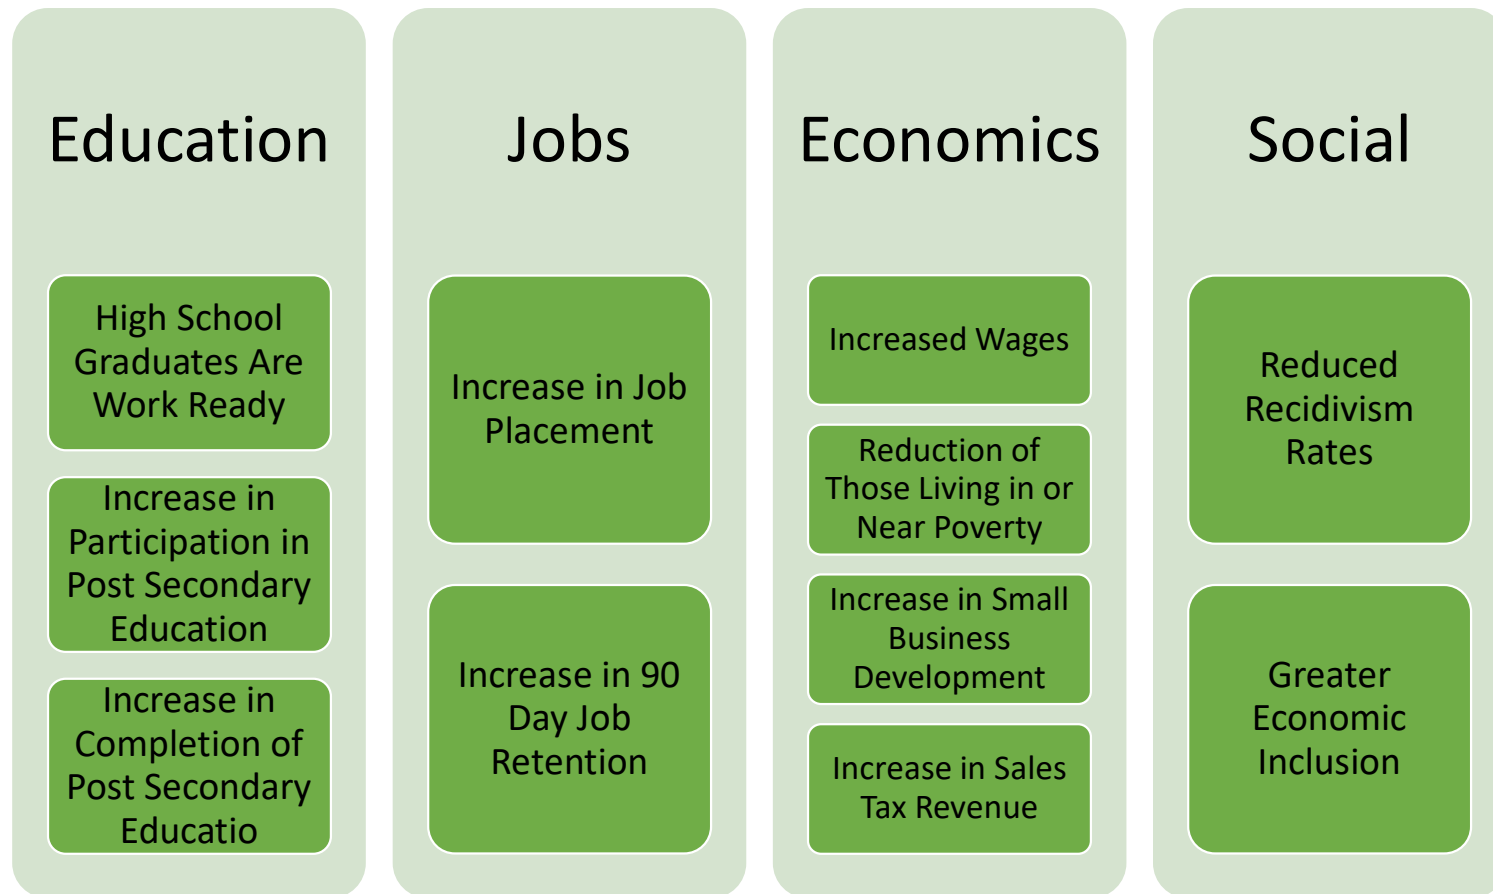 Education
High School
Graduates Are
Work Ready
Increase in
Participation in
Post Secondary
Education
Increase in
Completion of
Post Secondary
Educatio
Jobs
Increase in Job
Placement
Increase in 90
Day Job
Retention
Economics
Increased Wages
Reduction of
Those Living in or
Near Poverty
Increase in Small
Business
Development
Increase in Sales
Tax Revenue
Social
Reduced
Recidivism
Rates
Greater
Economic
Inclusion